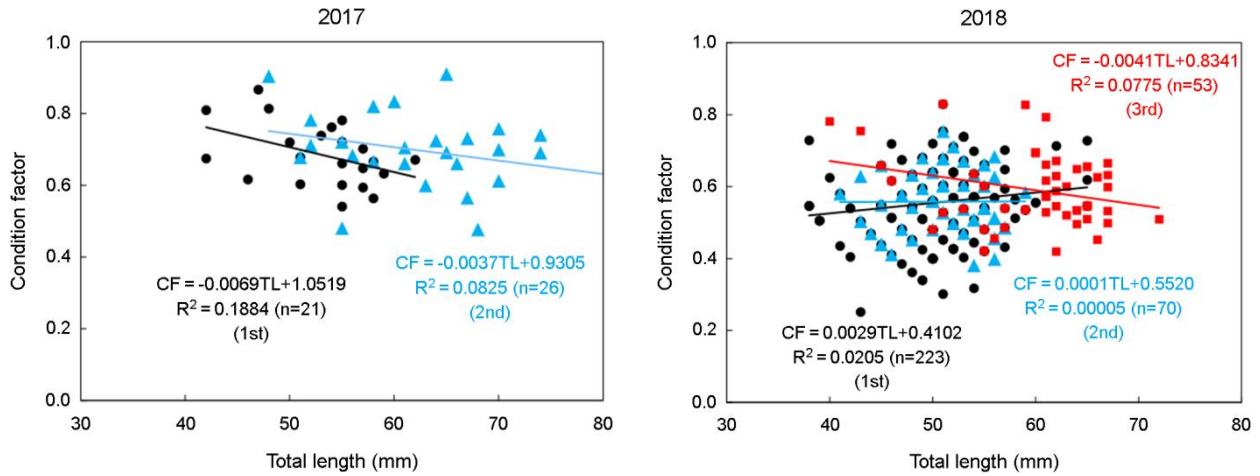 2017
Condition factor
1.0
0.8
0.6
0.4
0.2
0.0
CF = -0.0069TL+1.0519
R² = 0.1884 (n=21)
(1st)
CF = -0.0037TL+0.9305
R² = 0.0825 (n=26)
(2nd)
30 40 50 60 70 80
Total length (mm)
2018
Condition factor
1.0
0.8
0.6
0.4
0.2
0.0
CF = -0.0041TL+0.8341
R² = 0.0775 (n=53)
(3rd)
CF = 0.0001TL+0.5520
R² = 0.00005 (n=70)
(2nd)
CF = 0.0029TL+0.4102
R² = 0.0205 (n=223)
(1st)
30 40 50 60 70 80
Total length (mm)